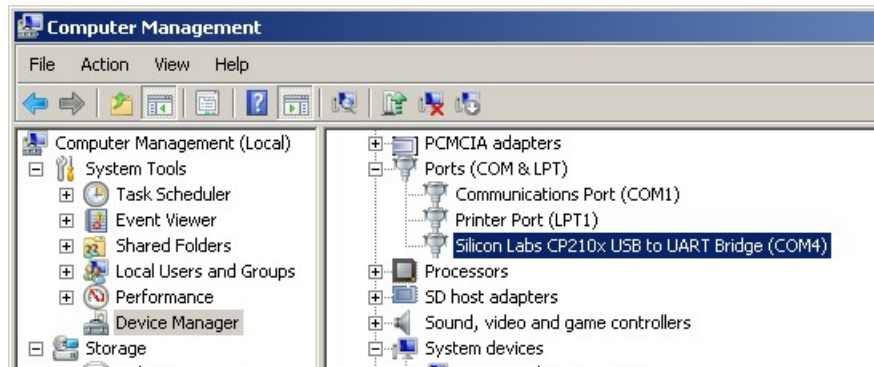 Computer Management
File Action View Help
Computer Management (Local)
System Tools
Task Scheduler
Event Viewer
Shared Folders
Local Users and Groups
Performance
Device Manager
Storage
PCMCIA adapters
Ports (COM & LPT)
Communications Port (COM1)
Printer Port (LPT1)
Silicon Labs CP210x USB to UART Bridge (COM4)
Processors
SD host adapters
Sound, video and game controllers
System devices